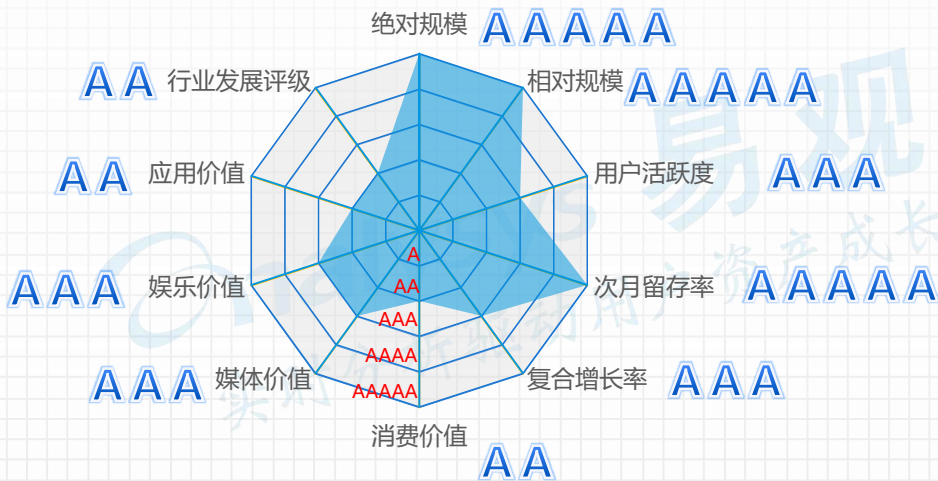 绝对规模 AAAAA
AA 行业发展评级
相对规模 AAAAA
AA 应用价值
用户活跃度 AAA
易观
A
AAA 娱乐价值
AA
次月留存率 AAAAA
AAA
AAAA
AAA 媒体价值
AAAAA
复合增长率 AAA
消费价值
AA